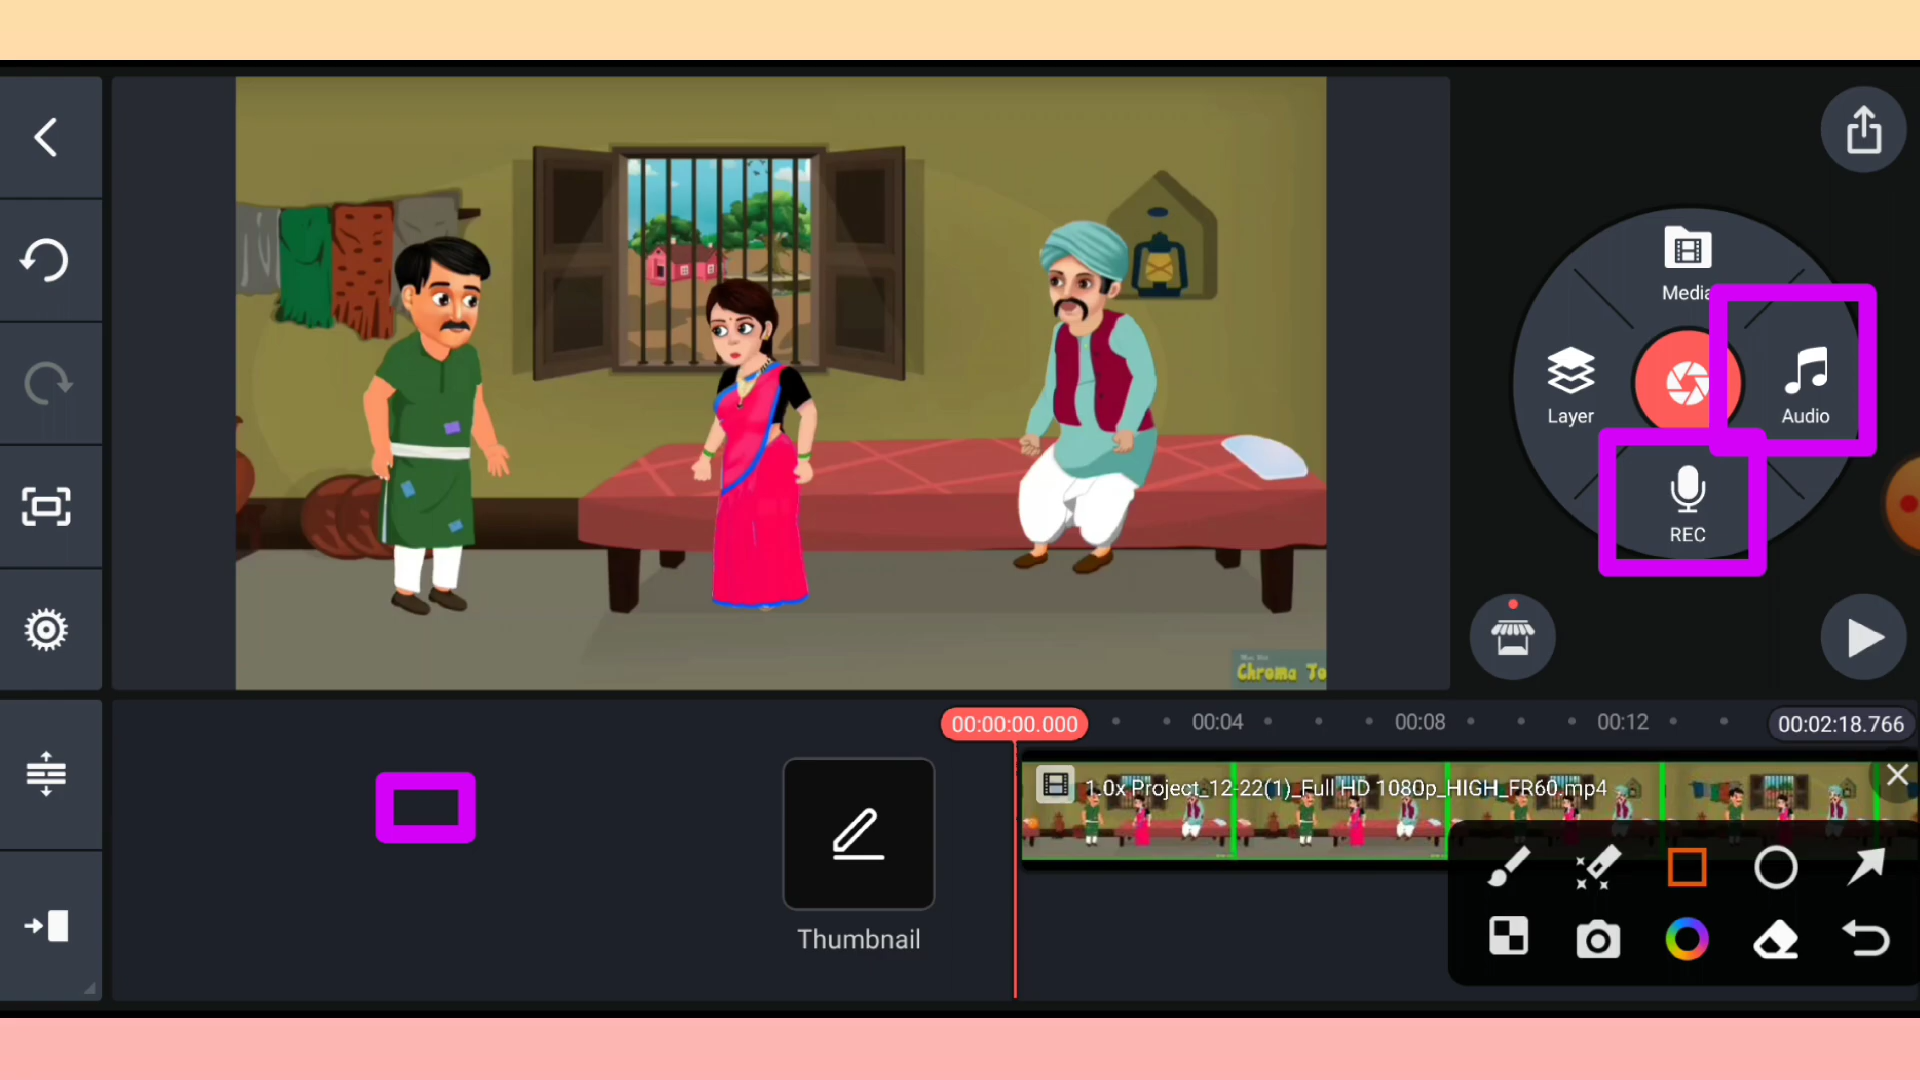 Media
Layer
Audio
REC
Chroma To
00:00:00.000
00:04
00:08
00:12
00:02:18.766
1.0x Project_12-22(1)_Full HD 1080p_HIGH_FR60.mp4
Thumbnail